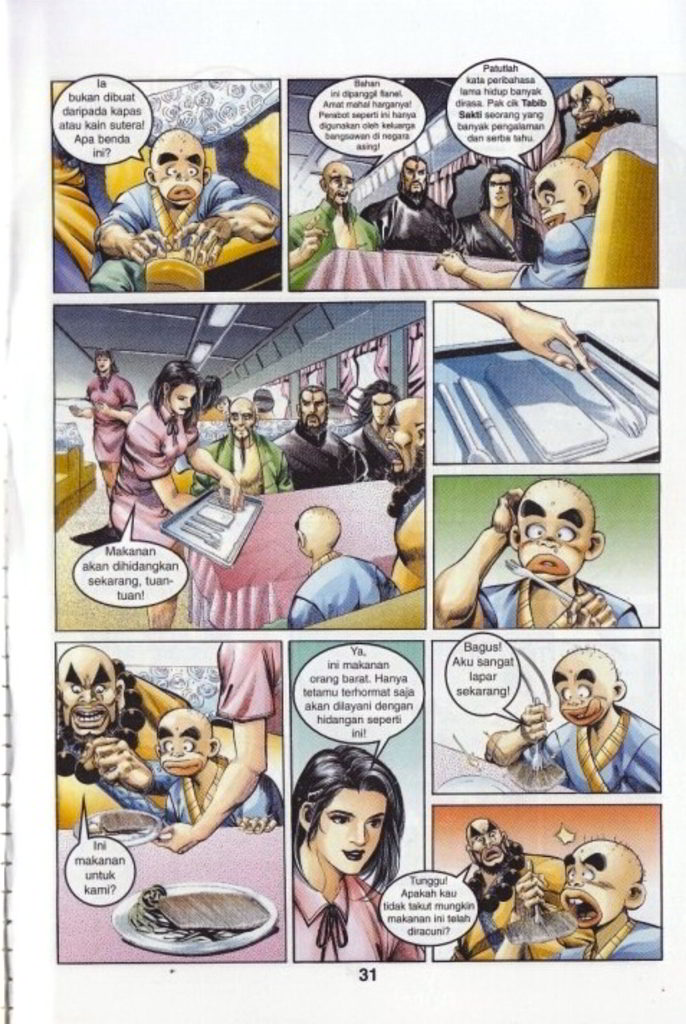 Ia
bukan dibuat
daripada kapas
atau kain sutera!
Apa benda
ini?
Bahan
ini dipanggil flanel.
Amat mahal harganya!
Perabot seperti ini hanya
digunakan oleh keluarga
bangsawan di negara
asing!
Patutlah
kata peribahasa
lama hidup banyak
dirasa. Pak cik Tabib
Sakti seorang yang
banyak pengalaman
dan serba tahu.
Makanan
akan dihidangkan
sekarang, tuan-
tuan!
Ini
makanan
untuk
kami?
Ya,
ini makanan
orang barat. Hanya
tetamu terhormat saja
akan dilayani dengan
hidangan seperti
ini!
Bagus!
Aku sangat
lapar
sekarang!
Tunggu!
Apakah kau
tidak takut mungkin
makanan ini telah
diracuni?
31